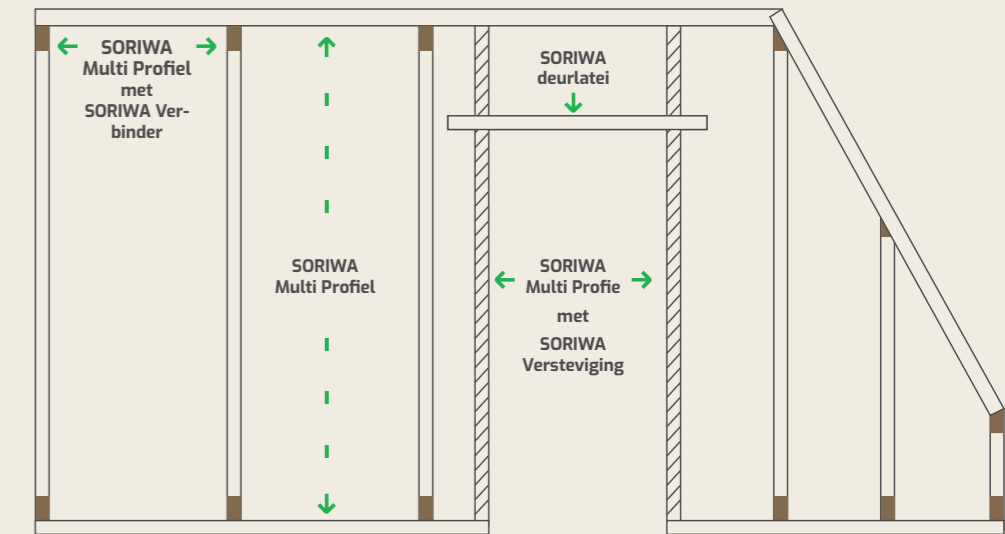 SORIWA
Multi Profiel
met
SORIWA Ver-
binder
SORIWA
deurlatei
SORIWA
Multi Profiel
SORIWA
Multi Profie
met
SORIWA
Versteviging